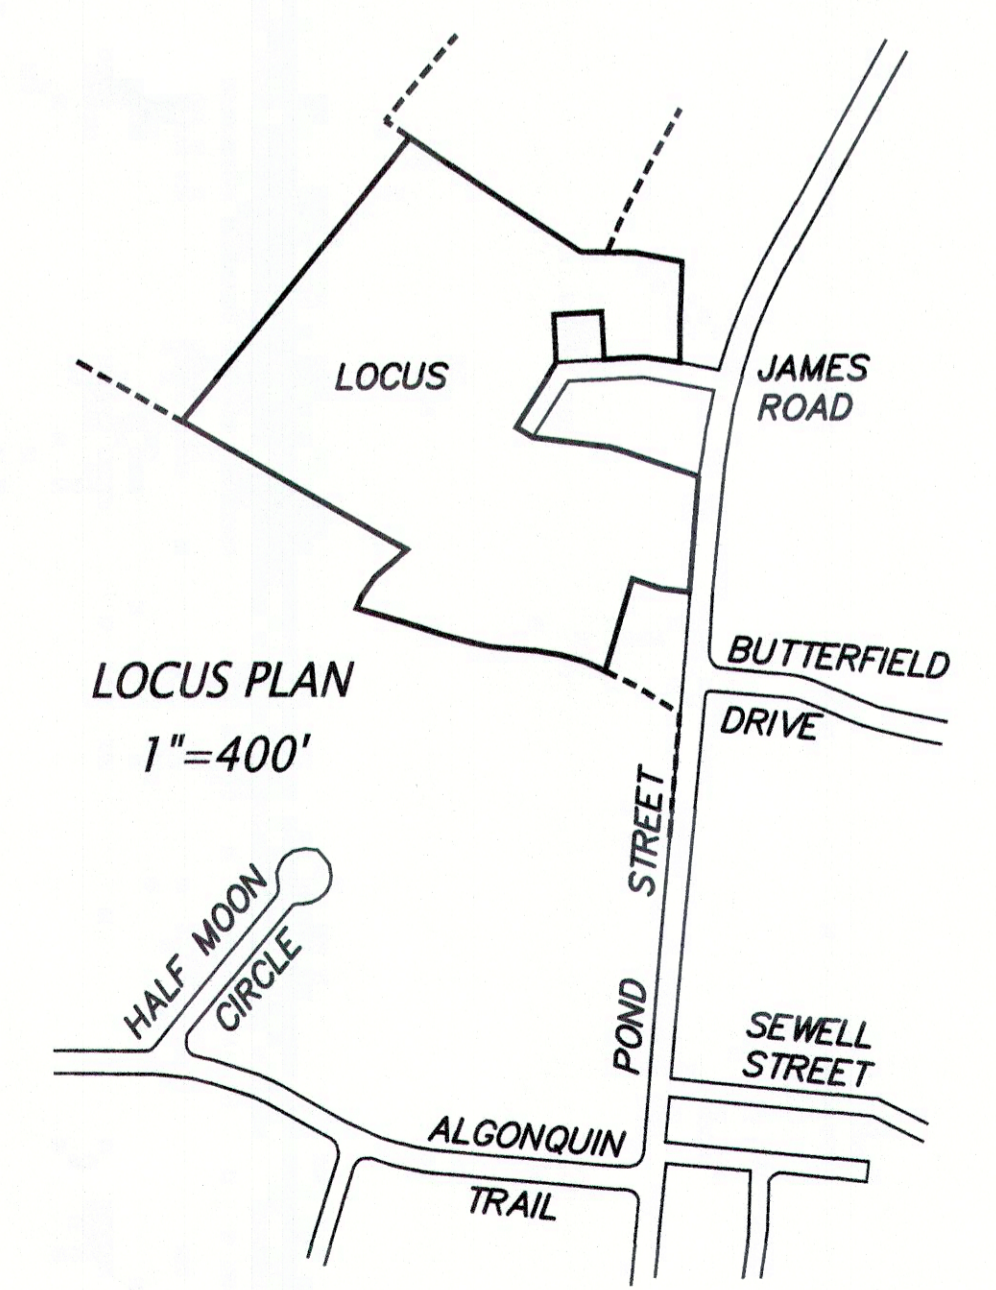 LOCUS
JAMES
ROAD
BUTTERFIELD
DRIVE
LOCUS PLAN
1"=400'
POND STREET
HALF MOON
CIRCLE
SEWELL
STREET
ALGONQUIN
TRAIL